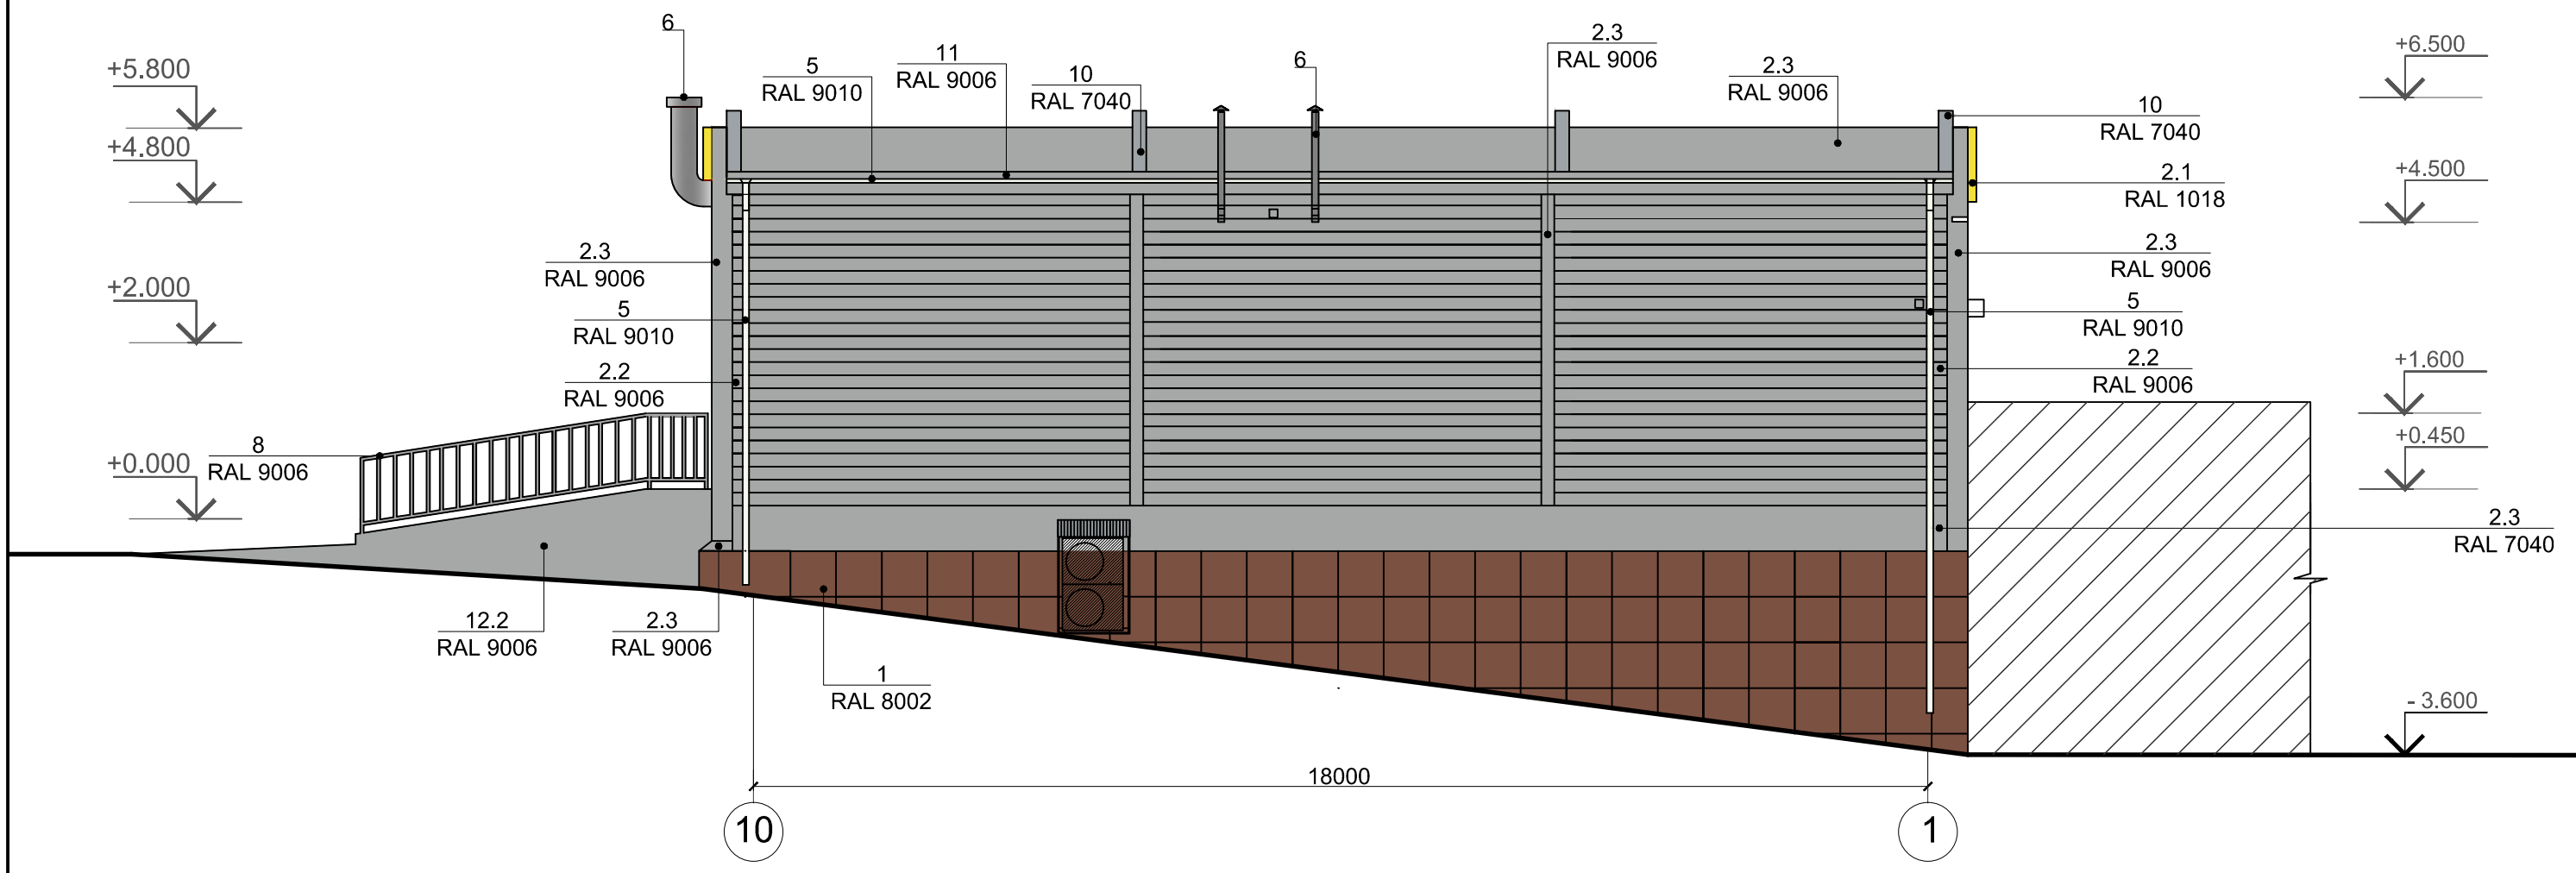 6
+6.500
2.3
RAL 9006
11
RAL 9006
5
RAL 9010
6
2.3
RAL 9006
10
RAL 7040
+5.800
10
RAL 7040
+4.800
+4.500
2.1
RAL 1018
2.3
RAL 9006
2.3
RAL 9006
+2.000
5
RAL 9010
5
RAL 9010
2.2
RAL 9006
2.2
RAL 9006
+1.600
8
RAL 9006
+0.000
+0.450
2.3
RAL 7040
12.2
RAL 9006
2.3
RAL 9006
1
RAL 8002
- 3.600
18000
10
1